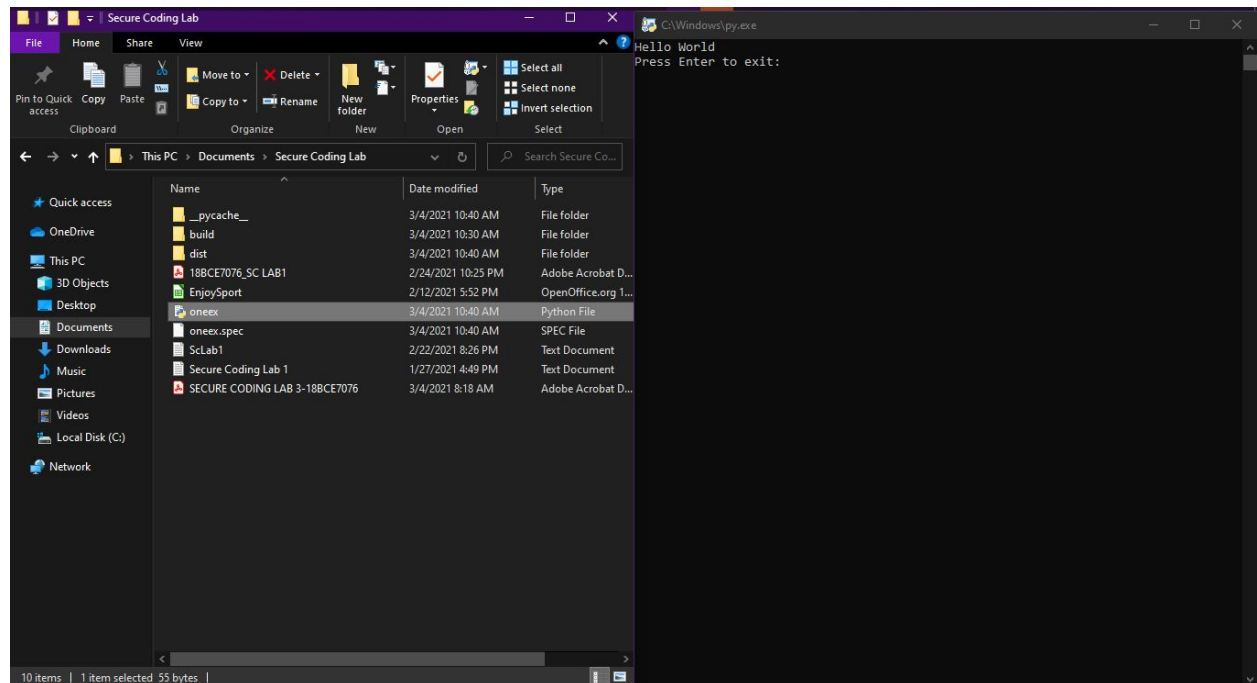 Secure Coding Lab
File Home Share View
Pin to Quick access
Copy
Paste
Clipboard
Move to
Copy to
Delete
Rename
Organize
New folder
New
Properties
Open
Select all
Select none
Invert selection
Select
This PC > Documents > Secure Coding Lab
Search Secure Co...
Quick access
OneDrive
This PC
3D Objects
Desktop
Documents
Downloads
Music
Pictures
Videos
Local Disk (C:)
Network
Name Date modified Type
__pycache__ 3/4/2021 10:40 AM File folder
build 3/4/2021 10:30 AM File folder
dist 3/4/2021 10:40 AM File folder
18BCE7076_SC LAB1 2/24/2021 10:25 PM Adobe Acrobat D...
EnjoySport 2/12/2021 5:52 PM OpenOffice.org 1...
oneex 3/4/2021 10:40 AM Python File
oneex.spec 3/4/2021 10:40 AM SPEC File
ScLab1 2/22/2021 8:26 PM Text Document
Secure Coding Lab 1 1/27/2021 4:49 PM Text Document
SECURE CODING LAB 3-18BCE7076 3/4/2021 8:18 AM Adobe Acrobat D...
10 items | 1 item selected 55 bytes |
C:\Windows\py.exe
Hello World
Press Enter to exit: